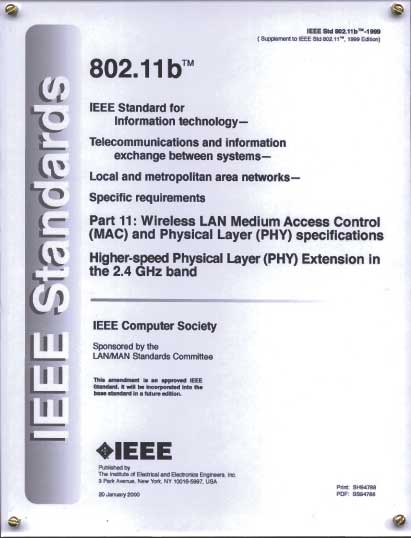 IEEE Std 802.11b™-1999
(Supplement to IEEE Std 802.11™, 1999 Edition)
802.11b™
IEEE Standards
IEEE Standard for
Information technology—
Telecommunications and information
exchange between systems—
Local and metropolitan area networks—
Specific requirements
Part 11: Wireless LAN Medium Access Control
(MAC) and Physical Layer (PHY) specifications
Higher-speed Physical Layer (PHY) Extension in
the 2.4 GHz band
IEEE Computer Society
Sponsored by the
LAN/MAN Standards Committee
This amendment is an approved IEEE
Standard. It will be incorporated into the
base standard in a future edition.
IEEE
Published by
The Institute of Electrical and Electronics Engineers, Inc.
3 Park Avenue, New York, NY 10016-5997, USA
20 January 2000
Print: SH94788
PDF: SS94788